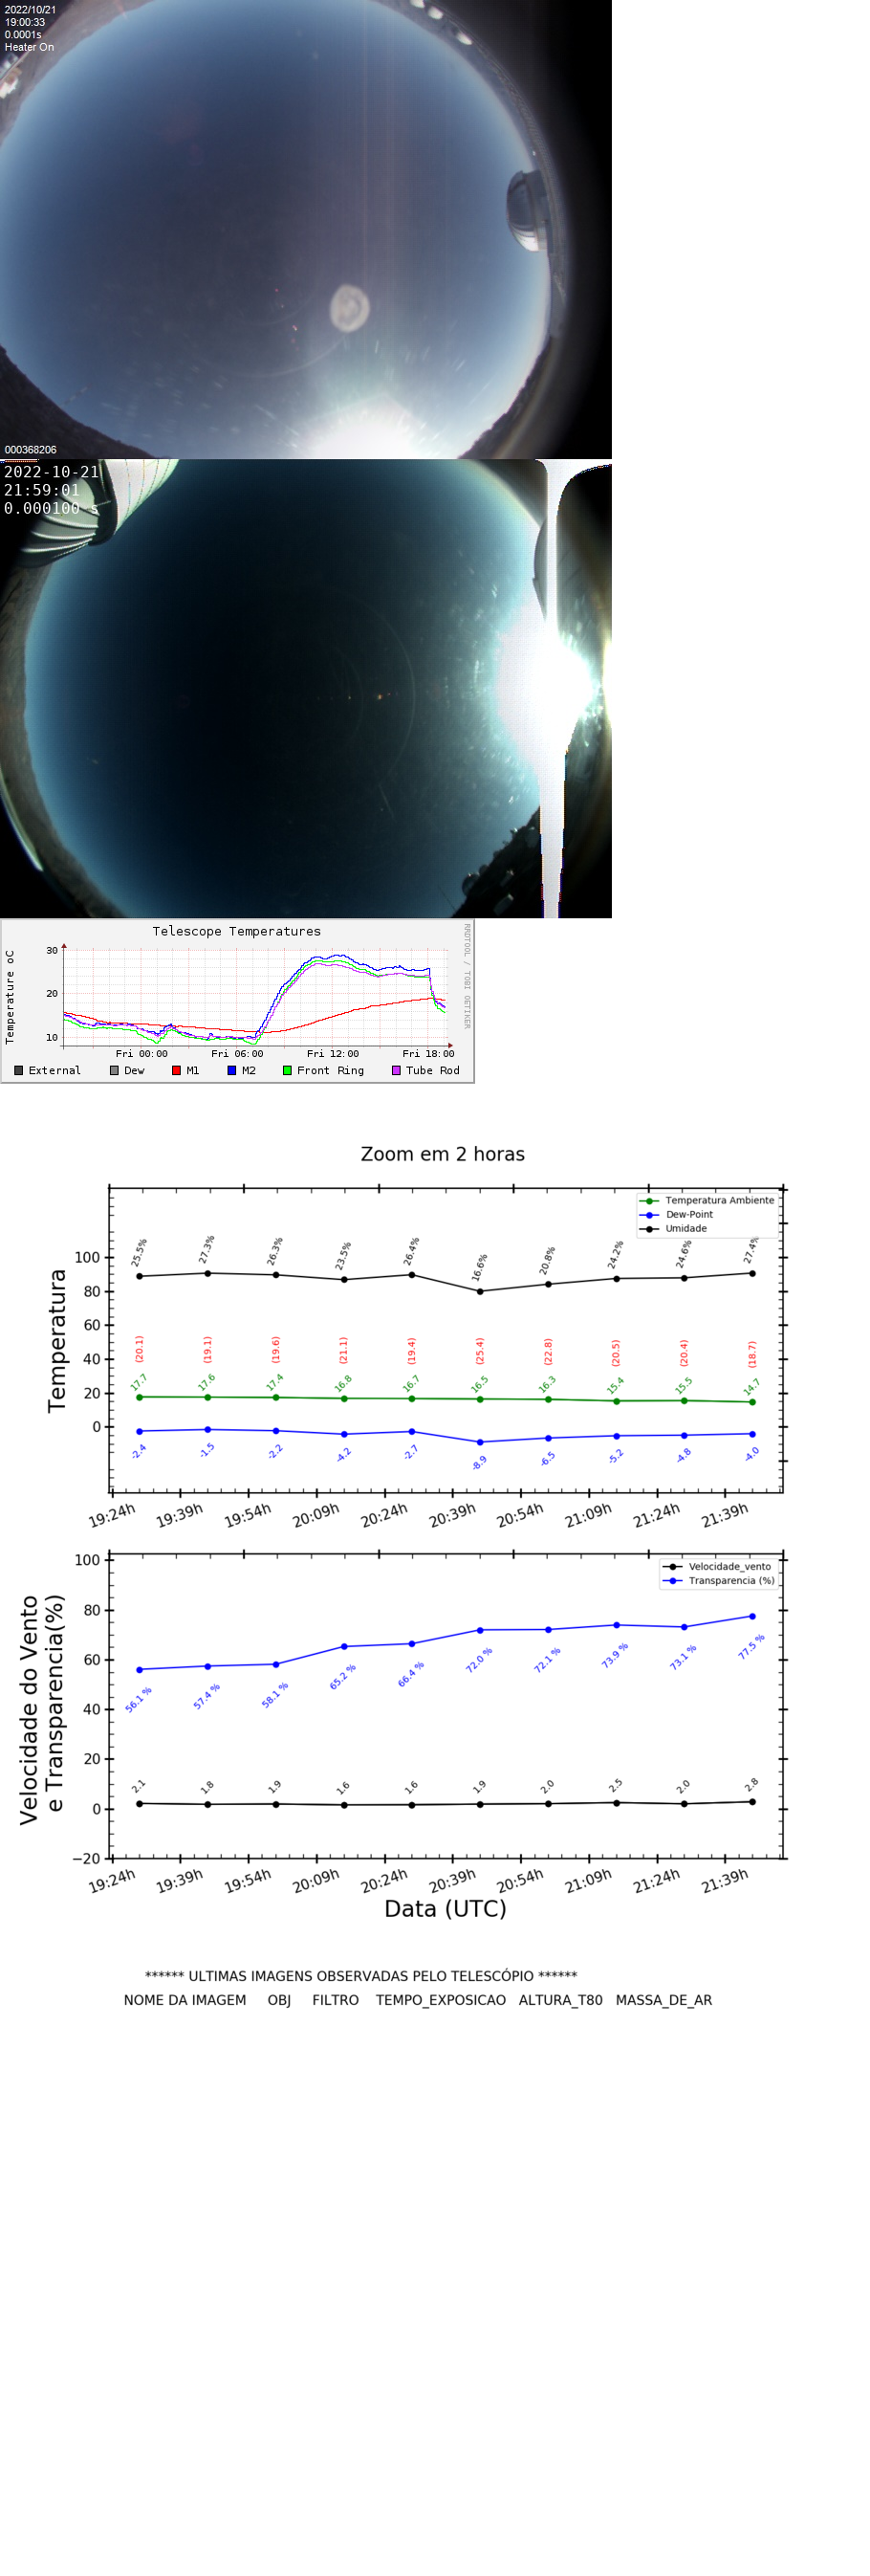 2022/10/21
19:00:33
0.0001s
Heater On
000368206
2022-10-21
21:59:01
0.000100 s
Telescope Temperatures
RRDTOOL / TOBI OETIKER
Temperature oC
30
20
10
Fri 00:00 Fri 06:00 Fri 12:00 Fri 18:00
External Dew M1 M2 Front Ring Tube Rod
Zoom em 2 horas
Temperatura Ambiente
Dew-Point
Umidade
Temperatura
100
80
60
40
20
0
25.5% 27.3% 26.3% 23.5% 26.4% 16.6% 20.8% 24.2% 24.6% 27.4%
(20.1) (19.1) (19.6) (21.1) (19.4) (25.4) (22.8) (20.5) (20.4) (18.7)
17.7 17.6 17.4 16.8 16.7 16.5 16.3 15.4 15.5 14.7
-2.4 -1.5 -2.2 -4.2 -2.7 -8.9 -6.5 -5.2 -4.8 -4.0
19:24h 19:39h 19:54h 20:09h 20:24h 20:39h 20:54h 21:09h 21:24h 21:39h
Velocidade_vento
Transparencia (%)
Velocidade do Vento
e Transparencia(%)
100
80
60
40
20
0
−20
56.1 % 57.4 % 58.1 % 65.2 % 66.4 % 72.0 % 72.1 % 73.9 % 73.1 % 77.5 %
2.1 1.8 1.9 1.6 1.6 1.9 2.0 2.5 2.0 2.8
19:24h 19:39h 19:54h 20:09h 20:24h 20:39h 20:54h 21:09h 21:24h 21:39h
Data (UTC)
****** ULTIMAS IMAGENS OBSERVADAS PELO TELESCÓPIO ******
NOME DA IMAGEM OBJ FILTRO TEMPO_EXPOSICAO ALTURA_T80 MASSA_DE_AR